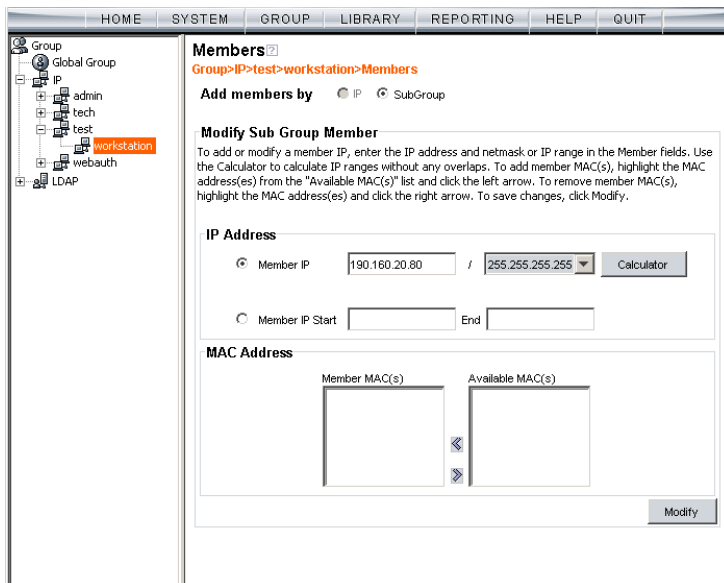 HOME SYSTEM GROUP LIBRARY REPORTING HELP QUIT
Group
Global Group
IP
admin
tech
test
workstation
webauth
LDAP
Members?
Group>IP>test>workstation>Members
Add members by IP SubGroup
Modify Sub Group Member
To add or modify a member IP, enter the IP address and netmask or IP range in the Member fields. Use
the Calculator to calculate IP ranges without any overlaps. To add member MAC(s), highlight the MAC
address(es) from the "Available MAC(s)" list and click the left arrow. To remove member MAC(s),
highlight the MAC address(es) and click the right arrow. To save changes, click Modify.
IP Address
Member IP 190.160.20.80 / 255.255.255.255 Calculator
Member IP Start End
MAC Address
Member MAC(s) Available MAC(s)
Modify